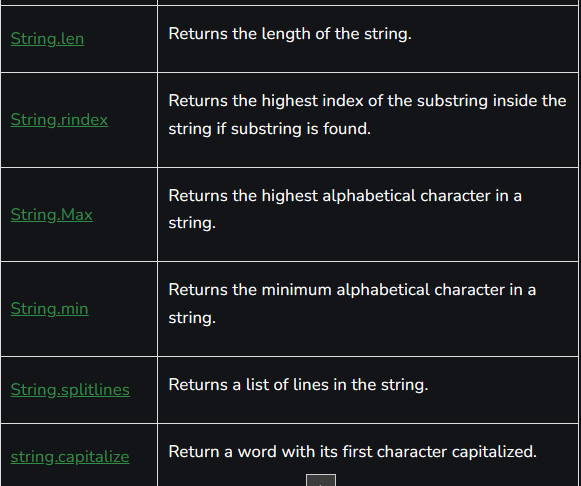 String.len
Returns the length of the string.
String.rindex
Returns the highest index of the substring inside the
string if substring is found.
String.Max
Returns the highest alphabetical character in a
string.
String.min
Returns the minimum alphabetical character in a
string.
String.splitlines
Returns a list of lines in the string.
string.capitalize
Return a word with its first character capitalized.